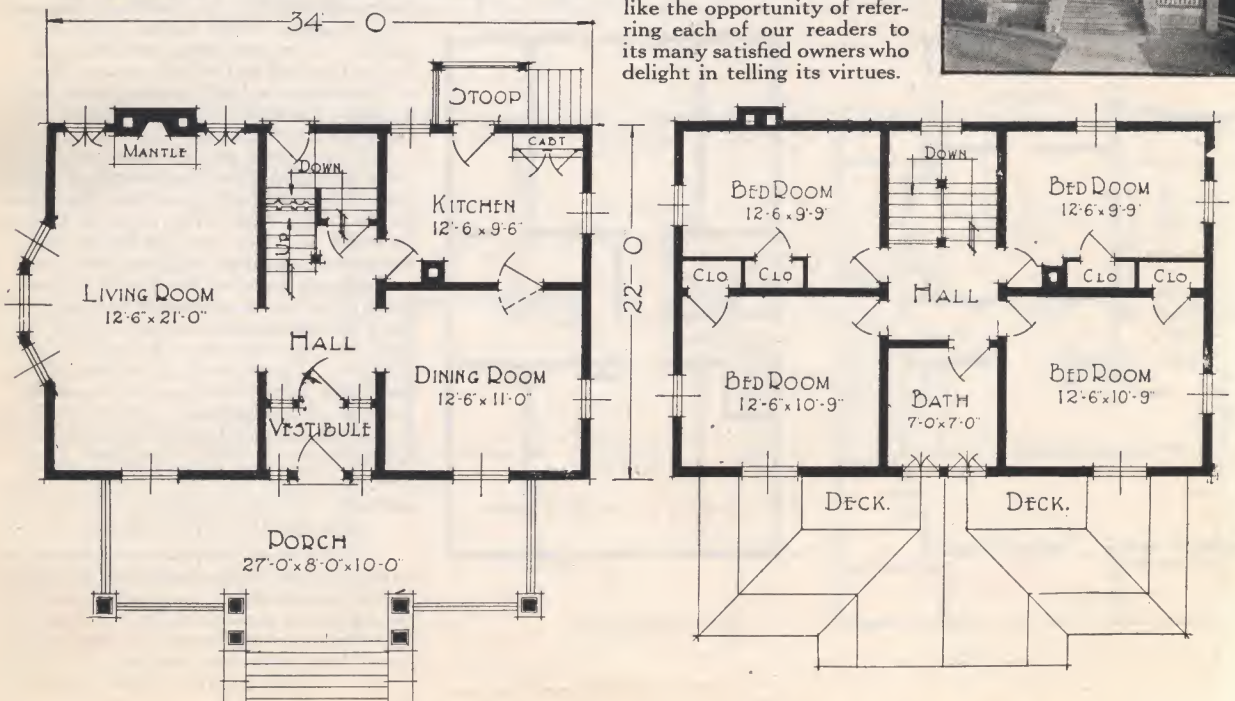 like the opportunity of refer-
ring each of our readers to
its many satisfied owners who
delight in telling its virtues.
34 - 0
STOOP
MANTLE
DOWN
CABT
KITCHEN
12'-6 x 9'-6"
UP
LIVING ROOM
12'-6" x 21'-0"
HALL
DINING ROOM
12'-6" x 11'-0"
VESTIBULE
22'-0
PORCH
27'-0" x 8'-0" x 10-0"
BED ROOM
12-6 x 9'-9"
DOWN
BED ROOM
12'-6" x 9'-9"
CLO
CLO
CLO
CLO
HALL
BED ROOM
12'-6" x 10'-9"
BATH
7-0" x 7-0"
BED ROOM
12'-6" x 10'-9"
DECK.
DECK.